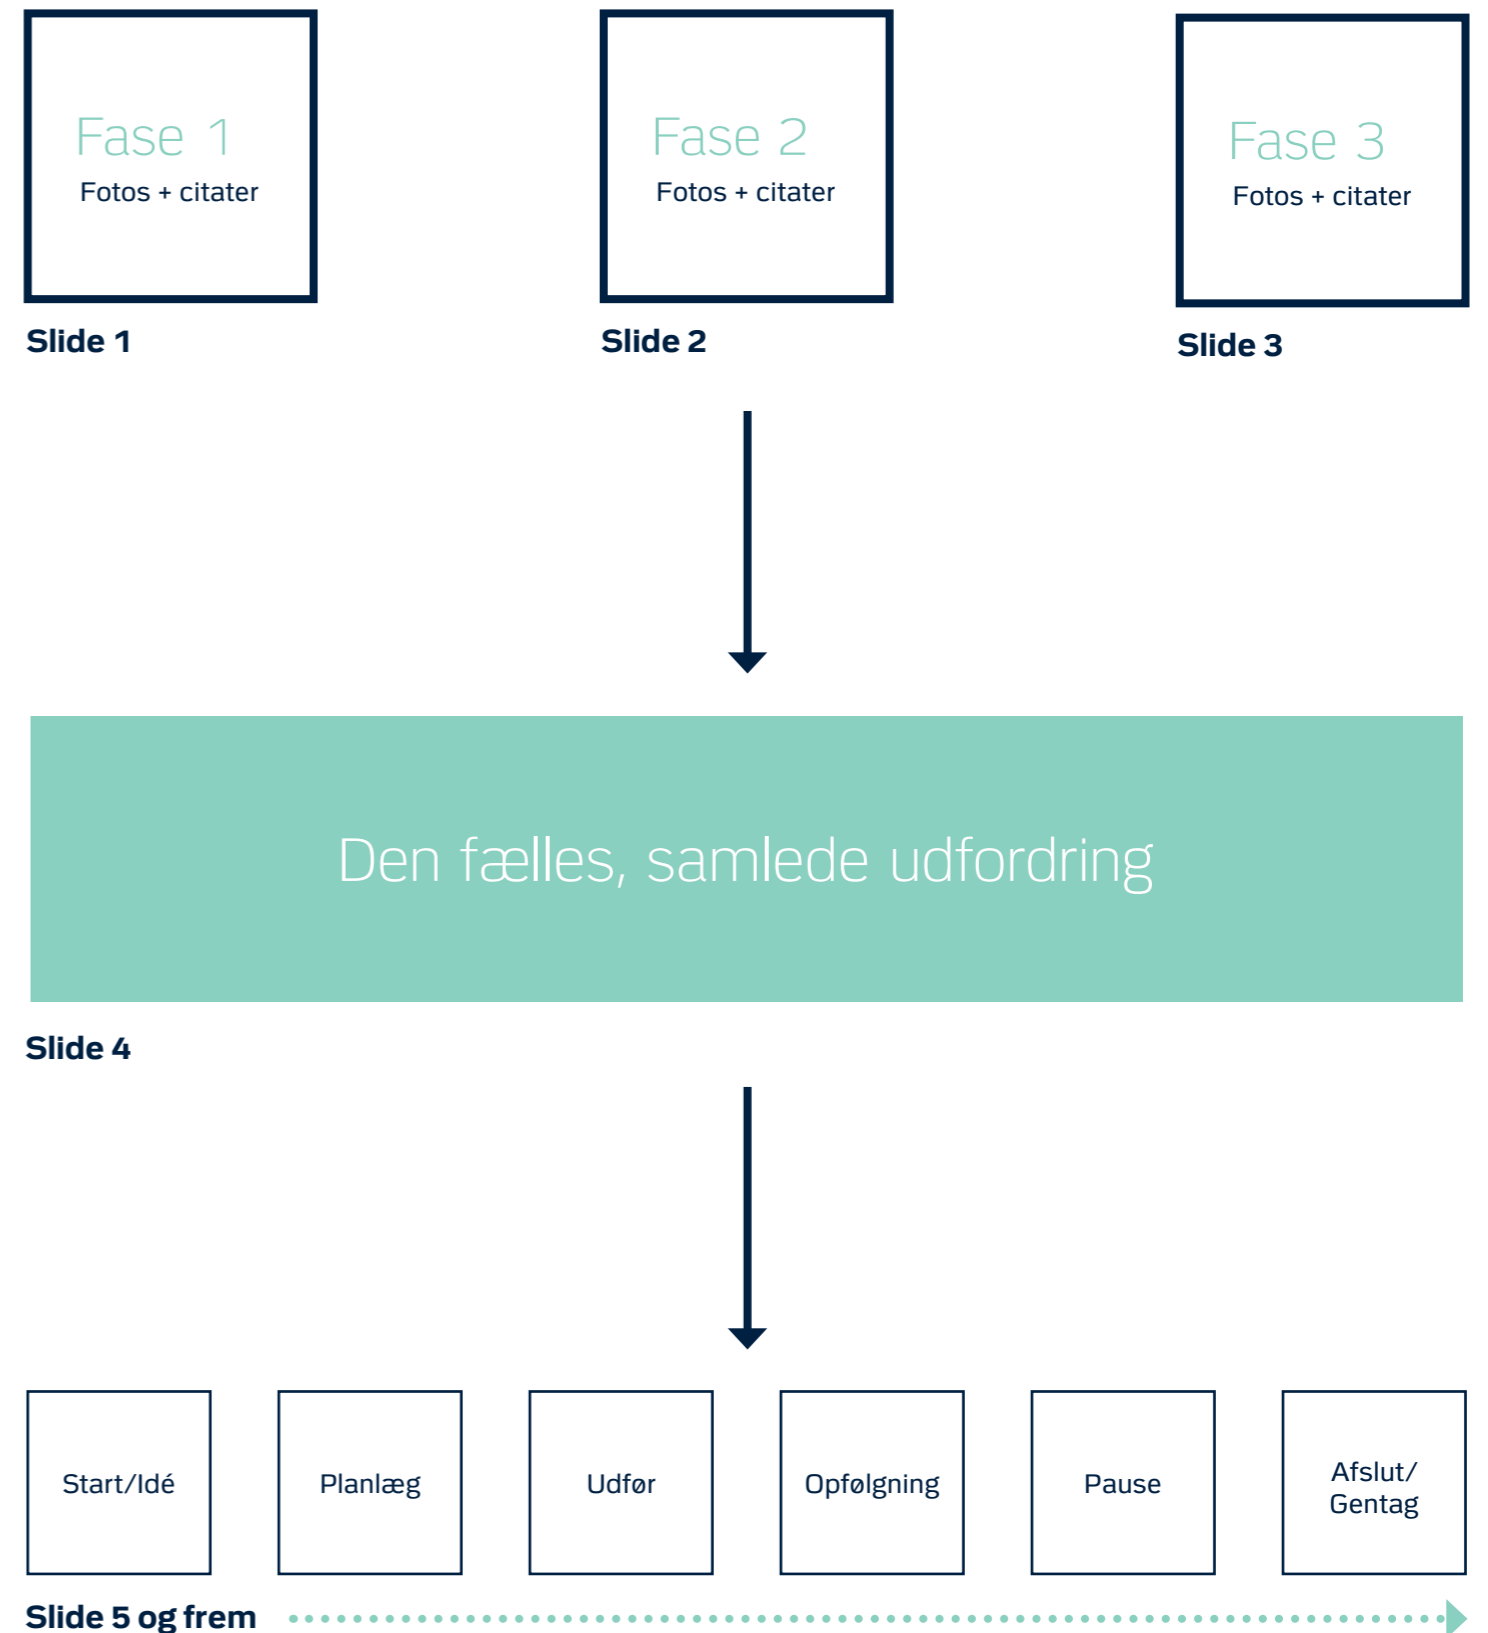 Fase 1
Fotos + citater
Slide 1
Fase 2
Fotos + citater
Slide 2
Fase 3
Fotos + citater
Slide 3
Den fælles, samlede udfordring
Slide 4
Start/Idé
Planlæg
Udfør
Opfølgning
Pause
Afslut/
Gentag
Slide 5 og frem